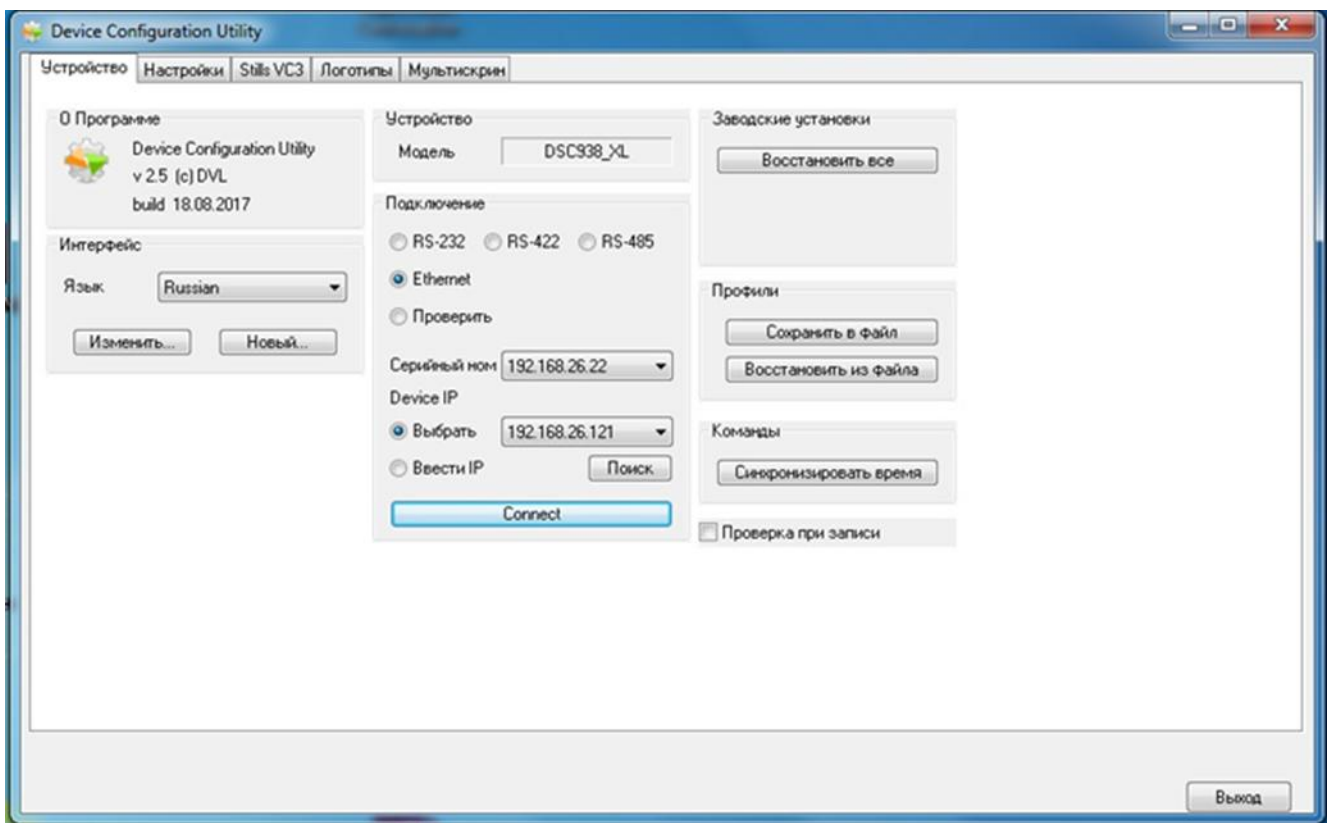 Device Configuration Utility
Устройство Настройки Stills VC3 Логотипы Мультискрин
О Программе
Device Configuration Utility
v 2.5 (c) DVL
build 18.08.2017
Интерфейс
Язык Russian
Изменить... Новый...
Устройство
Модель DSC938_XL
Подключение
RS-232 RS-422 RS-485
Ethernet
Проверить
Серийный ном 192.168.26.22
Device IP
Выбрать 192.168.26.121
Ввести IP Поиск
Connect
Заводские установки
Восстановить все
Профили
Сохранить в файл
Восстановить из файла
Команды
Синхронизировать время
Проверка при записи
Выход